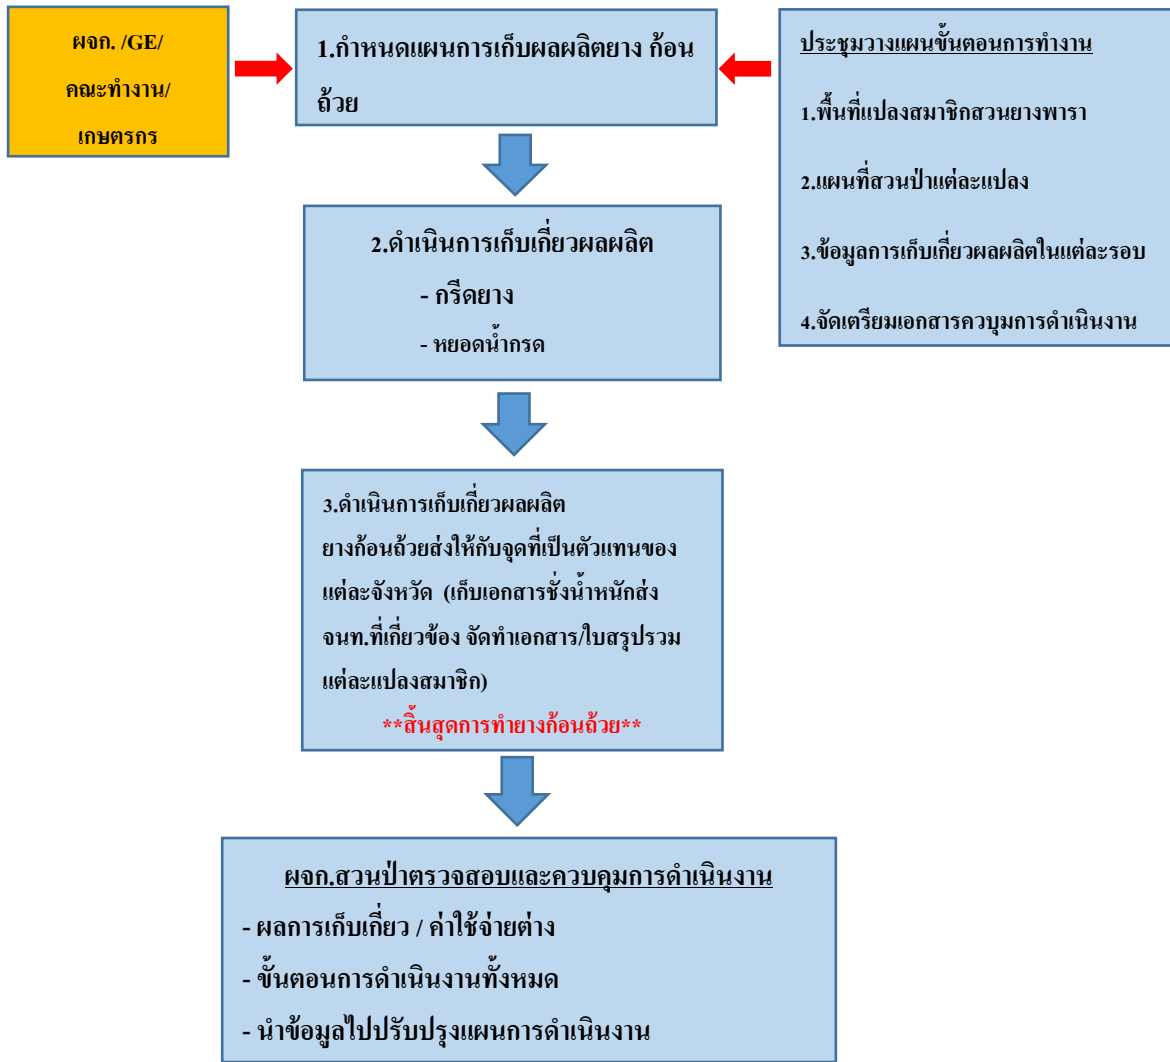 ผจก. /GE/
คณะทำงาน/
เกษตรกร
1.กำหนดแผนการเก็บผลผลิตยาง ก้อน
ถ้วย
ประชุมวางแผนขั้นตอนการทำงาน
1.พื้นที่แปลงสมาชิกสวนยางพารา
2.แผนที่สวนป่าแต่ละแปลง
3.ข้อมูลการเก็บเกี่ยวผลผลิตในแต่ละรอบ
4.จัดเตรียมเอกสารควบุมการดำเนินงาน
2.ดำเนินการเก็บเกี่ยวผลผลิต
- กรีดยาง
- หยอดน้ำกรด
3.ดำเนินการเก็บเกี่ยวผลผลิต
ยางก้อนถ้วยส่งให้กับจุดที่เป็นตัวแทนของ
แต่ละจังหวัด (เก็บเอกสารชั่งน้ำหนักส่ง
จนท.ที่เกี่ยวข้อง จัดทำเอกสาร/ใบสรุปรวม
แต่ละแปลงสมาชิก)
**สิ้นสุดการทำยางก้อนถ้วย**
ผจก.สวนป่าตรวจสอบและควบคุมการดำเนินงาน
- ผลการเก็บเกี่ยว / ค่าใช้จ่ายต่าง
- ขั้นตอนการดำเนินงานทั้งหมด
- นำข้อมูลไปปรับปรุงแผนการดำเนินงาน